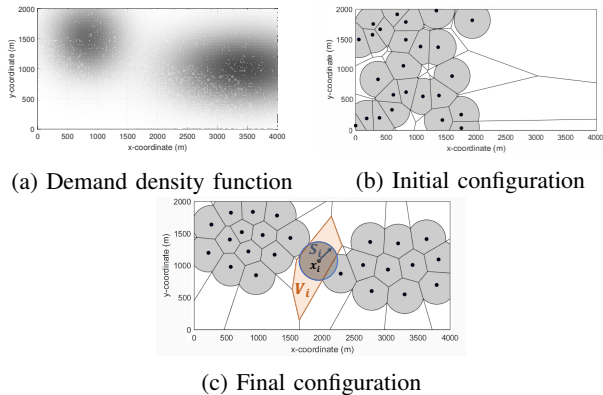 2000
1500
1000
500
0
y-coordinate (m)
0 500 1000 1500 2000 2500 3000 3500 4000
x-coordinate (m)
(a) Demand density function
2000
1500
1000
500
0
y-coordinate (m)
0 500 1000 1500 2000 2500 3000 3500 4000
x-coordinate (m)
(b) Initial configuration
2000
1500
1000
500
0
y-coordinate (m)
S_i
x_i
V_i
0 500 1000 1500 2000 2500 3000 3500 4000
x-coordinate (m)
(c) Final configuration